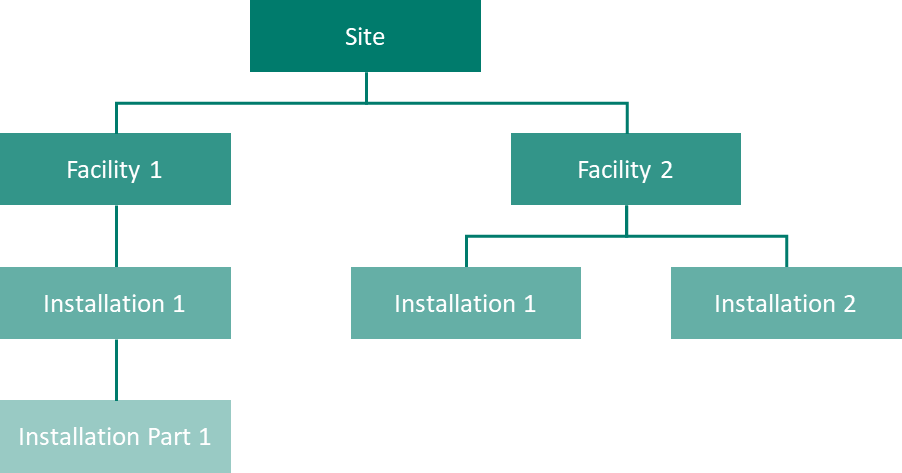 Site
Facility 1
Facility 2
Installation 1
Installation 1
Installation 2
Installation Part 1